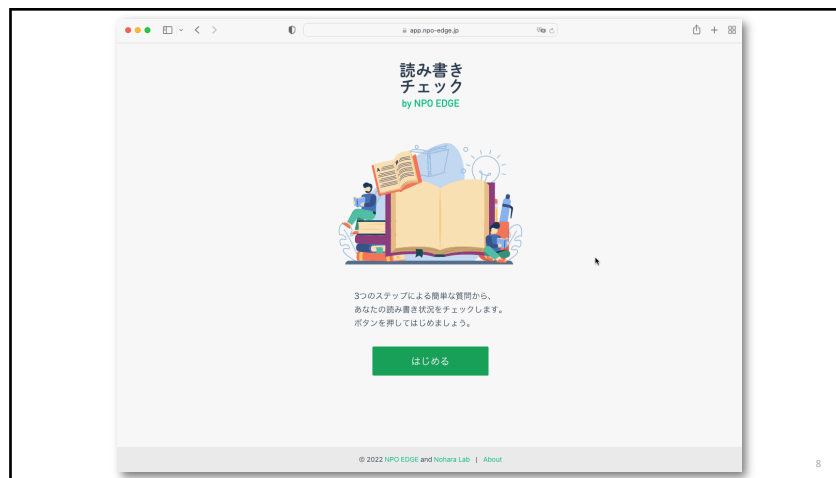 app.npo-edge.jp
読み書き
チェック
by NPO EDGE
3つのステップによる簡単な質問から、
あなたの読み書き状況をチェックします。
ボタンを押してはじめましょう。
はじめる
© 2022 NPO EDGE and Nohara Lab | About
8